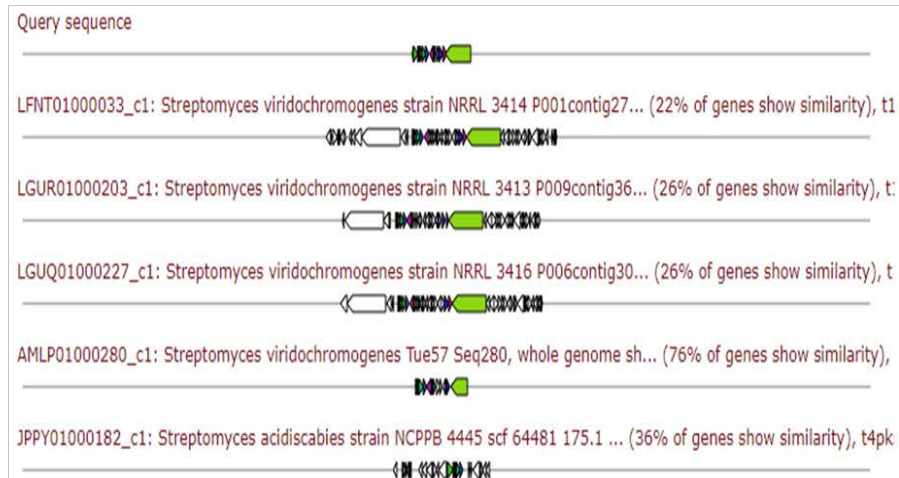 Query sequence
LFNT01000033_c1: Streptomyces viridochromogenes strain NRRL 3414 P001contig27... (22% of genes show similarity), t1
LGUR01000203_c1: Streptomyces viridochromogenes strain NRRL 3413 P009contig36... (26% of genes show similarity), t:
LGUQ01000227_c1: Streptomyces viridochromogenes strain NRRL 3416 P006contig30... (26% of genes show similarity), t
AMLP01000280_c1: Streptomyces viridochromogenes Tue57 Seq280, whole genome sh... (76% of genes show similarity),
JPPY01000182_c1: Streptomyces acidiscabies strain NCPPB 4445 scf 64481 175.1 ... (36% of genes show similarity), t4pk